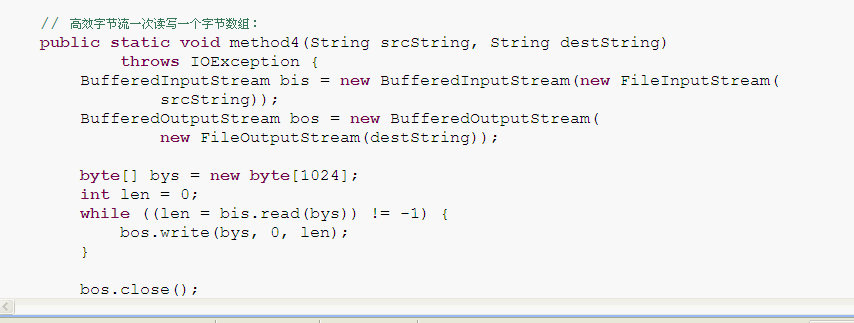 // 高效字节流一次读写一个字节数组：
public static void method4(String srcString, String destString)
throws IOException {
BufferedInputStream bis = new BufferedInputStream(new FileInputStream(
srcString));
BufferedOutputStream bos = new BufferedOutputStream(
new FileOutputStream(destString));
byte[] bys = new byte[1024];
int len = 0;
while ((len = bis.read(bys)) != -1) {
bos.write(bys, 0, len);
}
bos.close();